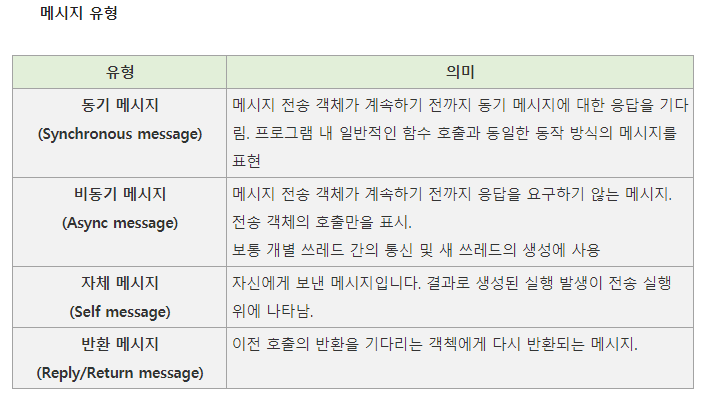 메시지 유형
유형 의미
동기 메시지
(Synchronous message)
메시지 전송 객체가 계속하기 전까지 동기 메시지에 대한 응답을 기다
림. 프로그램 내 일반적인 함수 호출과 동일한 동작 방식의 메시지를
표현
비동기 메시지
(Async message)
메시지 전송 객체가 계속하기 전까지 응답을 요구하기 않는 메시지.
전송 객체의 호출만을 표시.
보통 개별 쓰레드 간의 통신 및 새 쓰레드의 생성에 사용
자체 메시지
(Self message)
자신에게 보낸 메시지입니다. 결과로 생성된 실행 발생이 전송 실행
위에 나타남.
반환 메시지
(Reply/Return message)
이전 호출의 반환을 기다리는 객첵에게 다시 반환되는 메시지.